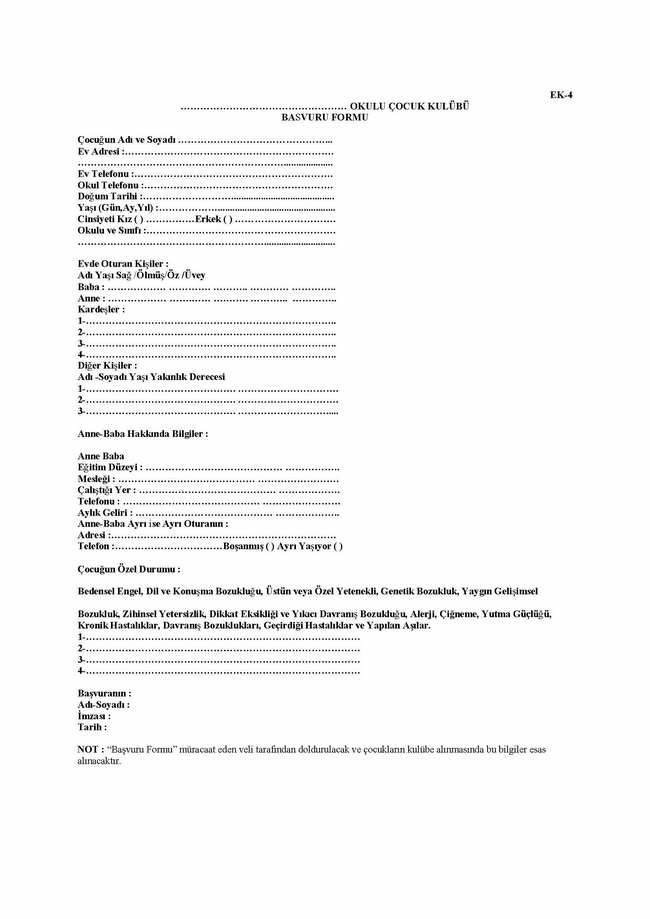 EK-4
…………………………………………… OKULU ÇOCUK KULÜBÜ
BASVURU FORMU
Çocuğun Adı ve Soyadı ………………………………………...
Ev Adresi :……………………………………………………….
………………………………………………………...................
Ev Telefonu :……………………………………………………
Okul Telefonu :…………………………………………………
Doğum Tarihi :………………………......................................
Yaşı (Gün,Ay,Yıl) :………………............................................
Cinsiyeti Kız ( ) ……………Erkek ( ) …………………………
Okulu ve Sınıfı :…………………………………………………
…………………………………………………...........................
Evde Oturan Kişiler :
Adı Yaşı Sağ /Ölmüş/Öz /Üvey
Baba : ……………… …………. ……….. ………… …………..
Anne : ……………… …………. ………... ……….. …………..
Kardeşler :
1-…………………………………………………………………..
2-…………………………………………………………………..
3-…………………………………………………………………..
4-…………………………………………………………………..
Diğer Kişiler :
Adı -Soyadı Yaşı Yakınlık Derecesi
1-……………………………………… ………………………….
2-……………………………………… ………………………….
3-……………………………………… ………………………....
Anne-Baba Hakkında Bilgiler :
Anne Baba
Eğitim Düzeyi : …………………………………… …………….
Mesleği : …………………………………… ……………………
Çalıştığı Yer : …………………………………… ………………
Telefonu : …………………………………… …………………..
Aylık Geliri : …………………………………… ………………..
Anne-Baba Ayrı ise Ayrı Oturanın :
Adresi :……………………………………………………………
Telefon :……………………………Boşanmış ( ) Ayrı Yaşıyor ( )
Çocuğun Özel Durumu :
Bedensel Engel, Dil ve Konuşma Bozukluğu, Üstün veya Özel Yetenekli, Genetik Bozukluk, Yaygın Gelişimsel
Bozukluk, Zihinsel Yetersizlik, Dikkat Eksikliği ve Yıkıcı Davranış Bozukluğu, Alerji, Çiğneme, Yutma Güçlüğü,
Kronik Hastalıklar, Davranış Bozuklukları, Geçirdiği Hastalıklar ve Yapılan Aşılar.
1-…………………………………………………………………………
2-…………………………………………………………………………
3-…………………………………………………………………………
4-…………………………………………………………………………
Başvuranın :
Adı-Soyadı :
İmzası :
Tarih :
NOT : “Başvuru Formu” müracaat eden veli tarafından doldurulacak ve çocukların kulübe alınmasında bu bilgiler esas
alınacaktır.